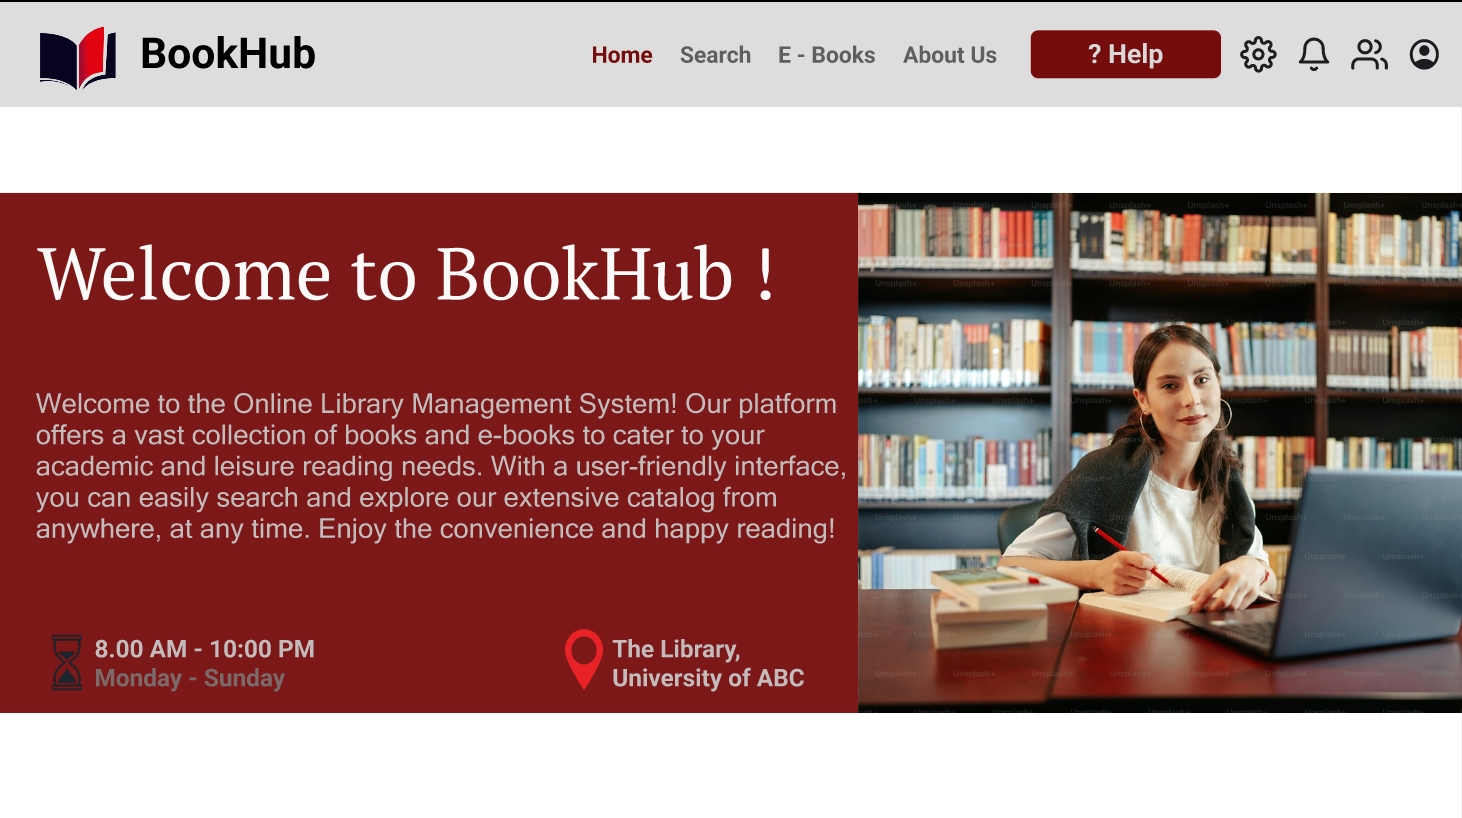 BookHub
Home Search E - Books About Us ? Help
Welcome to BookHub !
Welcome to the Online Library Management System! Our platform
offers a vast collection of books and e-books to cater to your
academic and leisure reading needs. With a user-friendly interface,
you can easily search and explore our extensive catalog from
anywhere, at any time. Enjoy the convenience and happy reading!
8.00 AM - 10:00 PM
Monday - Sunday
The Library,
University of ABC
Unsplash+